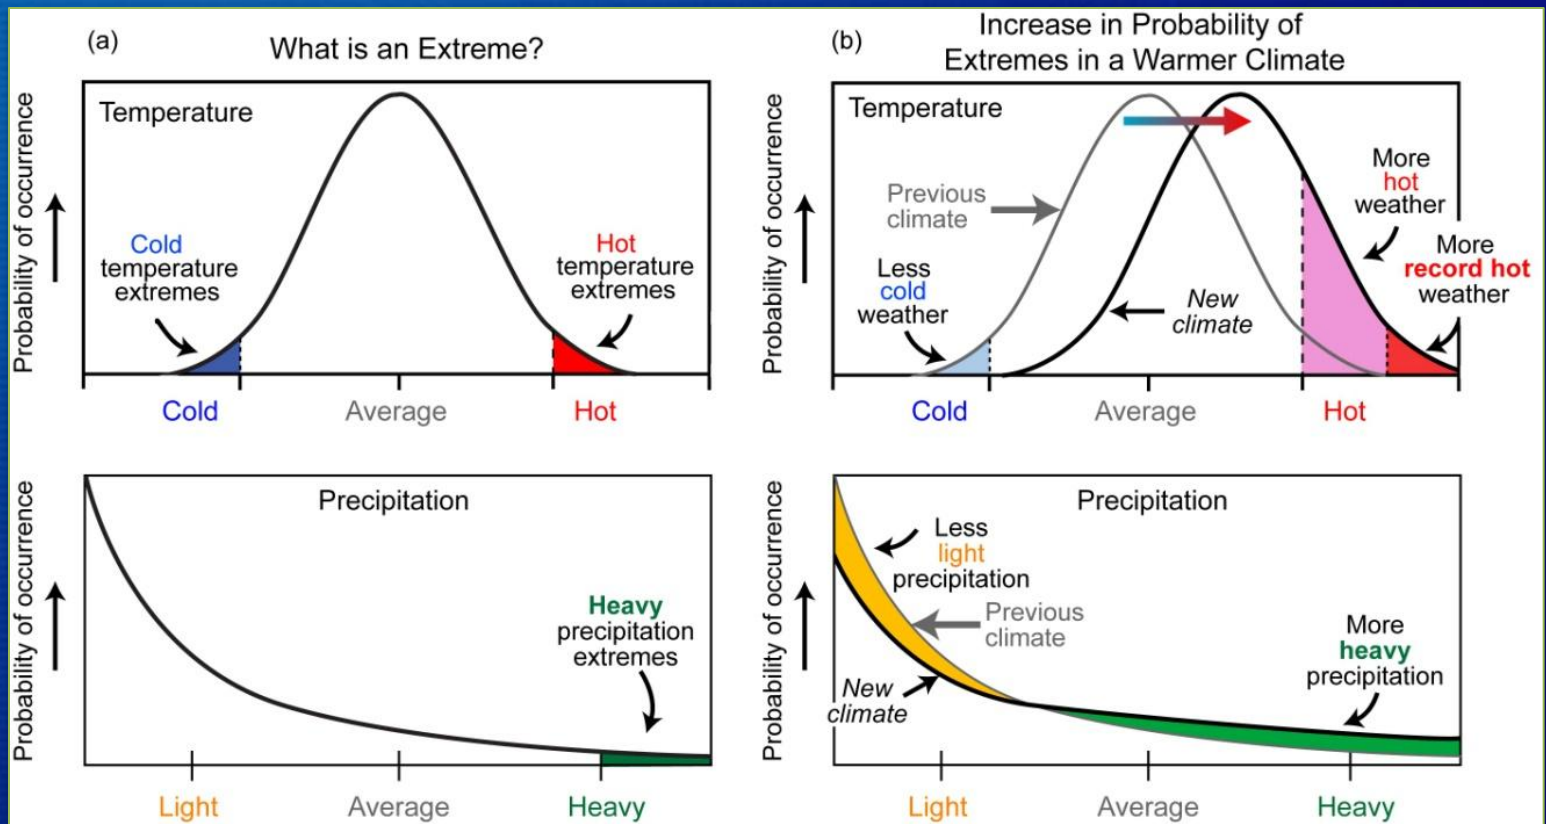 (a)
What is an Extreme?
Probability of occurrence
Temperature
Cold
temperature
extremes
Hot
temperature
extremes
Cold
Average
Hot
(b)
Increase in Probability of
Extremes in a Warmer Climate
Probability of occurrence
Temperature
Previous
climate
Less
cold
weather
New
climate
More
hot
weather
More
record hot
weather
Cold
Average
Hot
Probability of occurrence
Precipitation
Heavy
precipitation
extremes
Light
Average
Heavy
Probability of occurrence
Precipitation
Less
light
precipitation
Previous
climate
New
climate
More
heavy
precipitation
Light
Average
Heavy